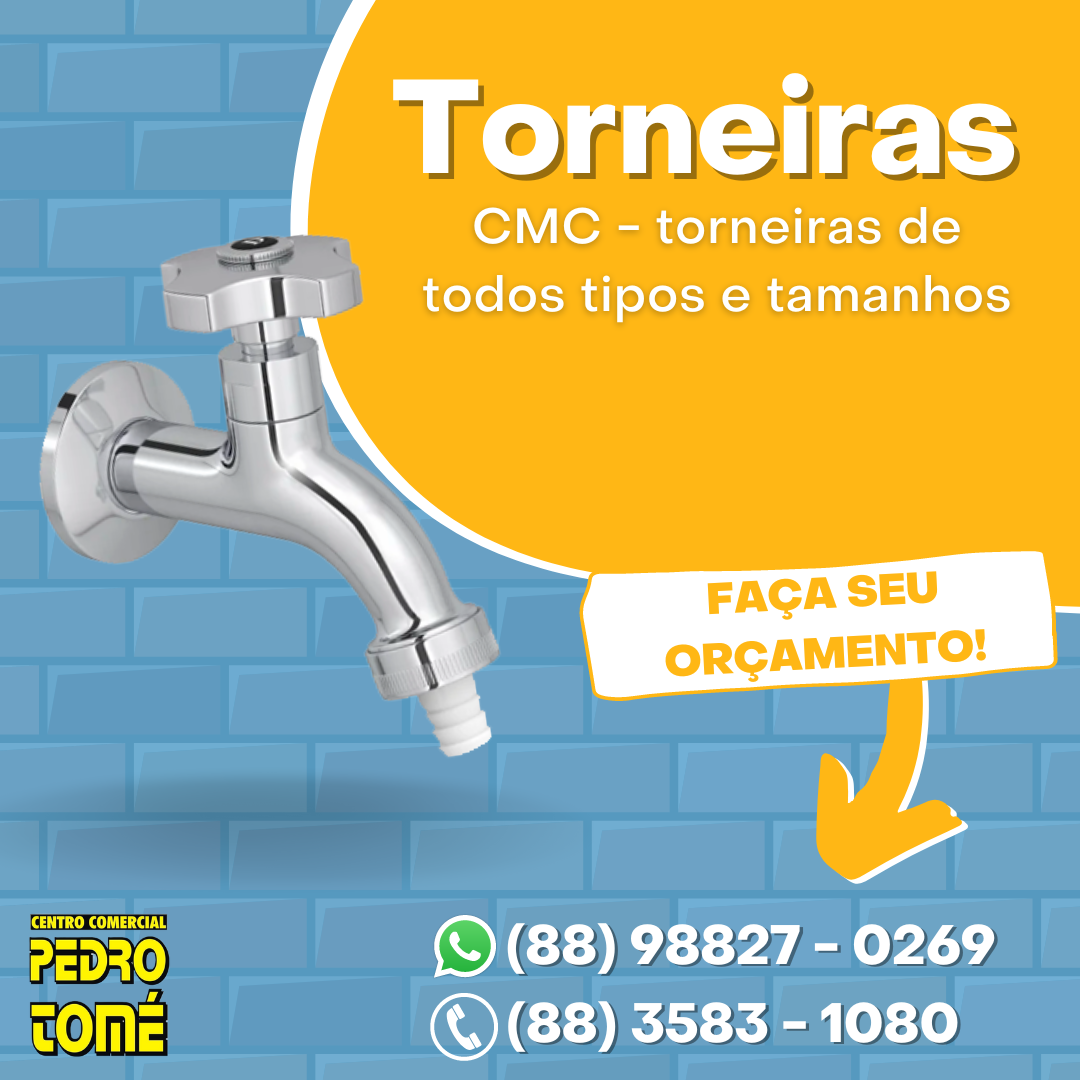 Torneiras
CMC - torneiras de
todos tipos e tamanhos
FAÇA SEU
ORÇAMENTO!
(88) 98827 - 0269
(88) 3583 - 1080
CENTRO COMERCIAL
PEDRO
TOMÉ